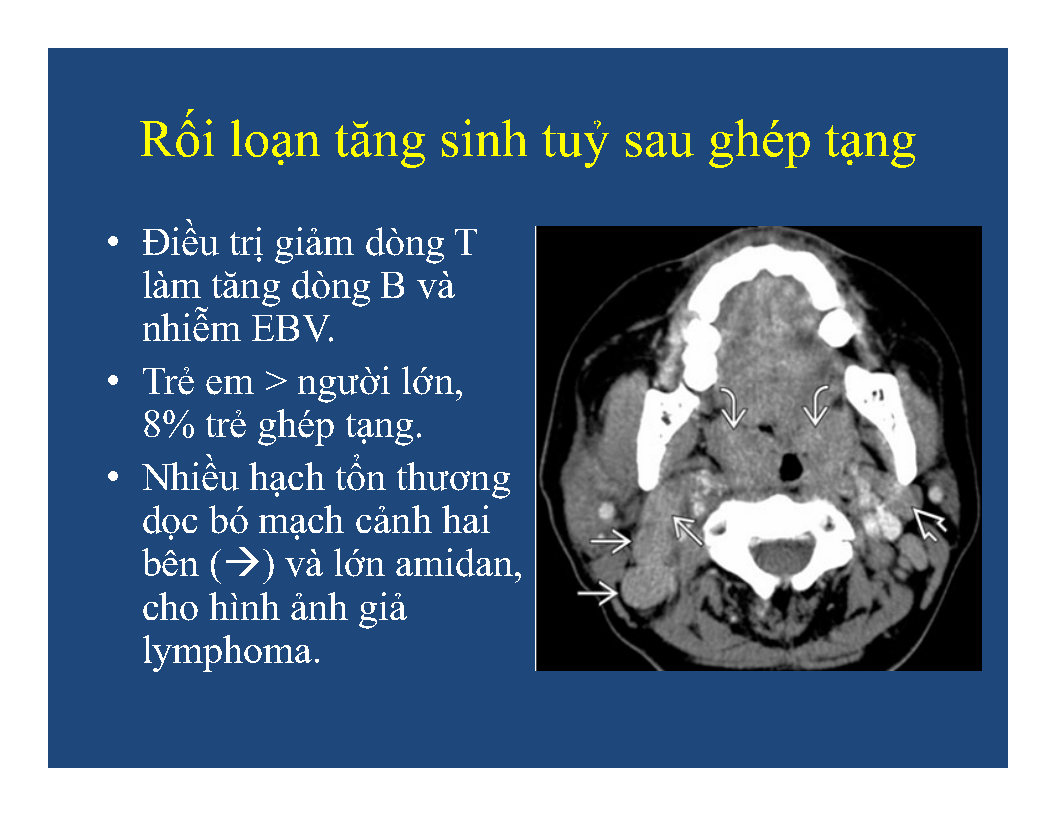 Rối loạn tăng sinh tuỷ sau ghép tạng
• Điều trị giảm dòng T
làm tăng dòng B và
nhiễm EBV.
• Trẻ em > người lớn,
8% trẻ ghép tạng.
• Nhiều hạch tổn thương
dọc bó mạch cảnh hai
bên (→) và lớn amidan,
cho hình ảnh giả
lymphoma.